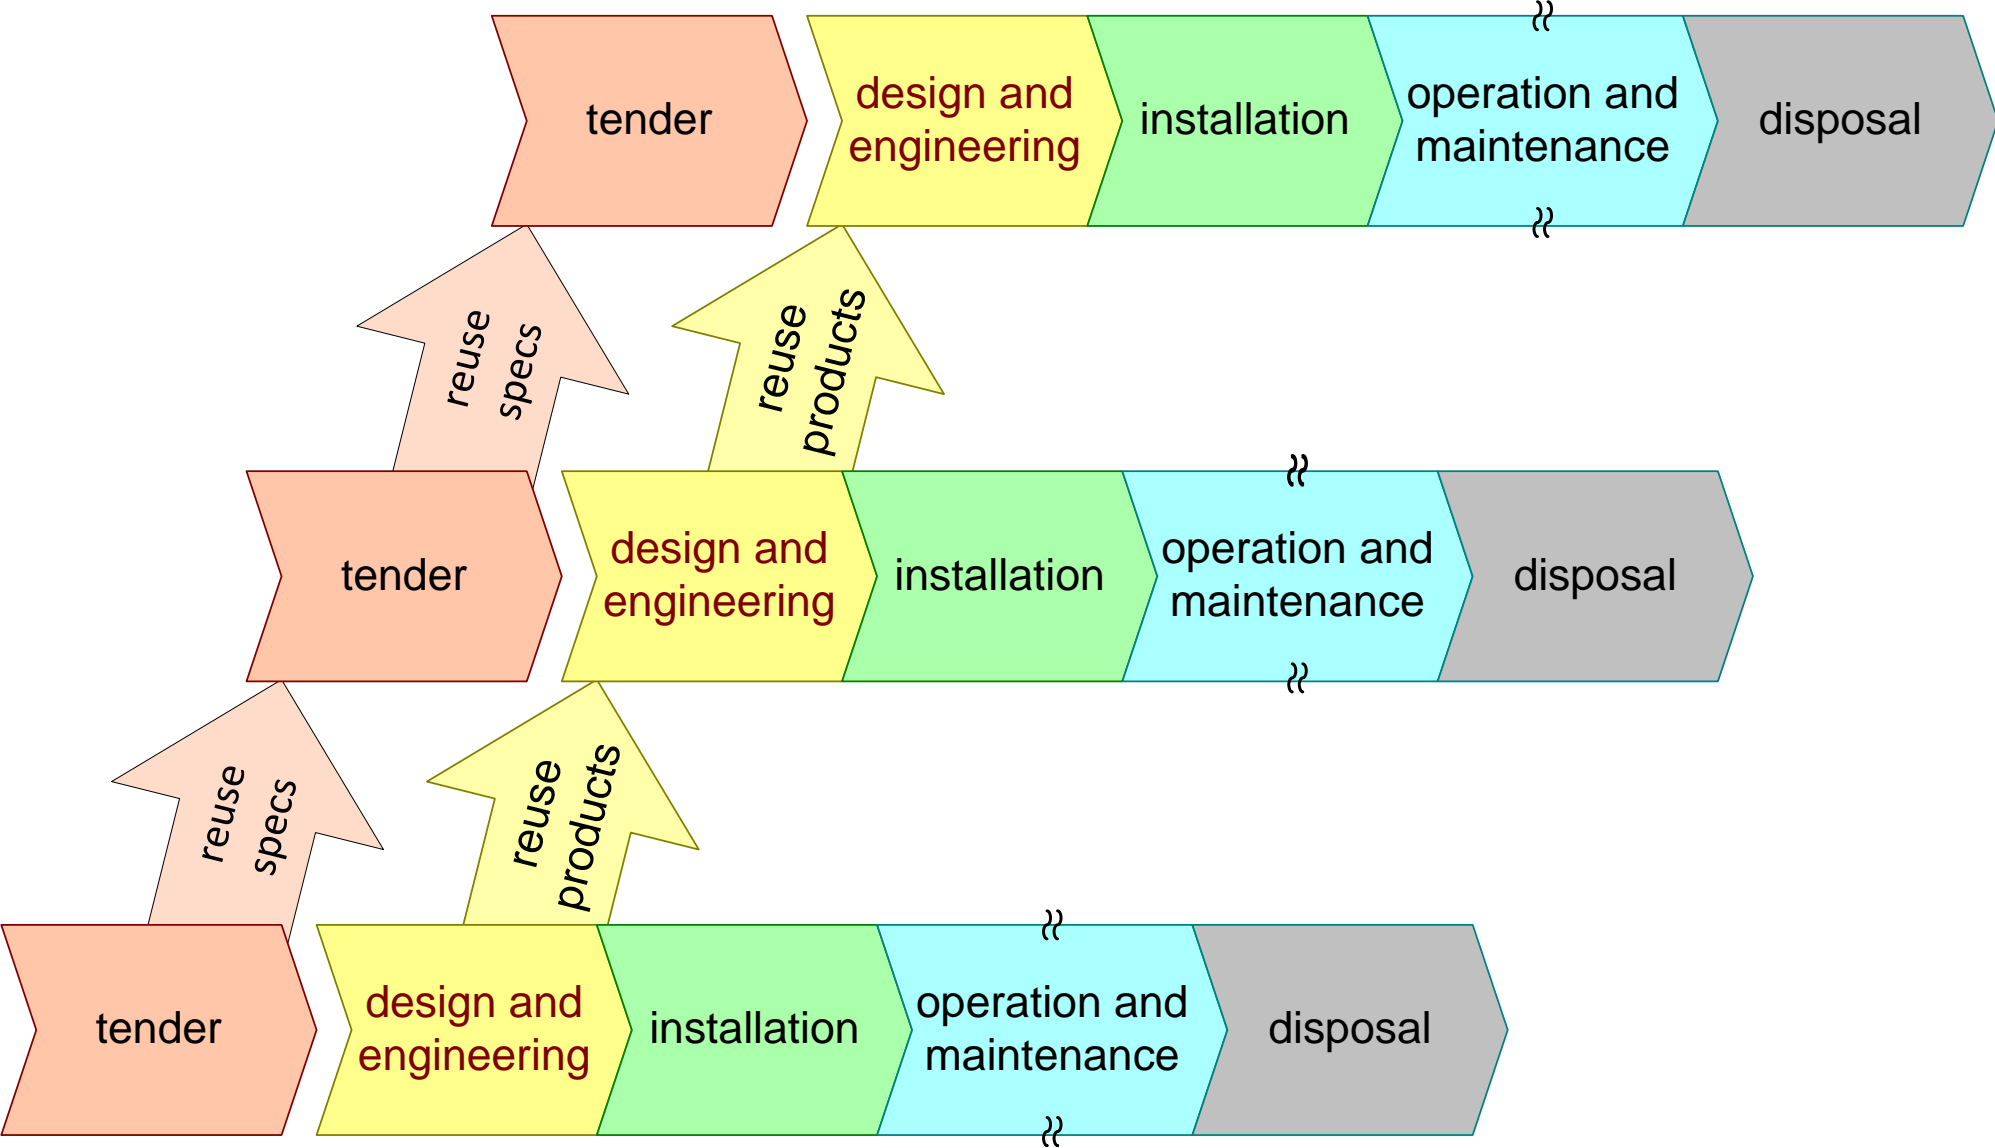 tender
design and
engineering
installation
operation and
maintenance
disposal
reuse
specs
reuse
products
tender
design and
engineering
installation
operation and
maintenance
disposal
reuse
specs
reuse
products
tender
design and
engineering
installation
operation and
maintenance
disposal